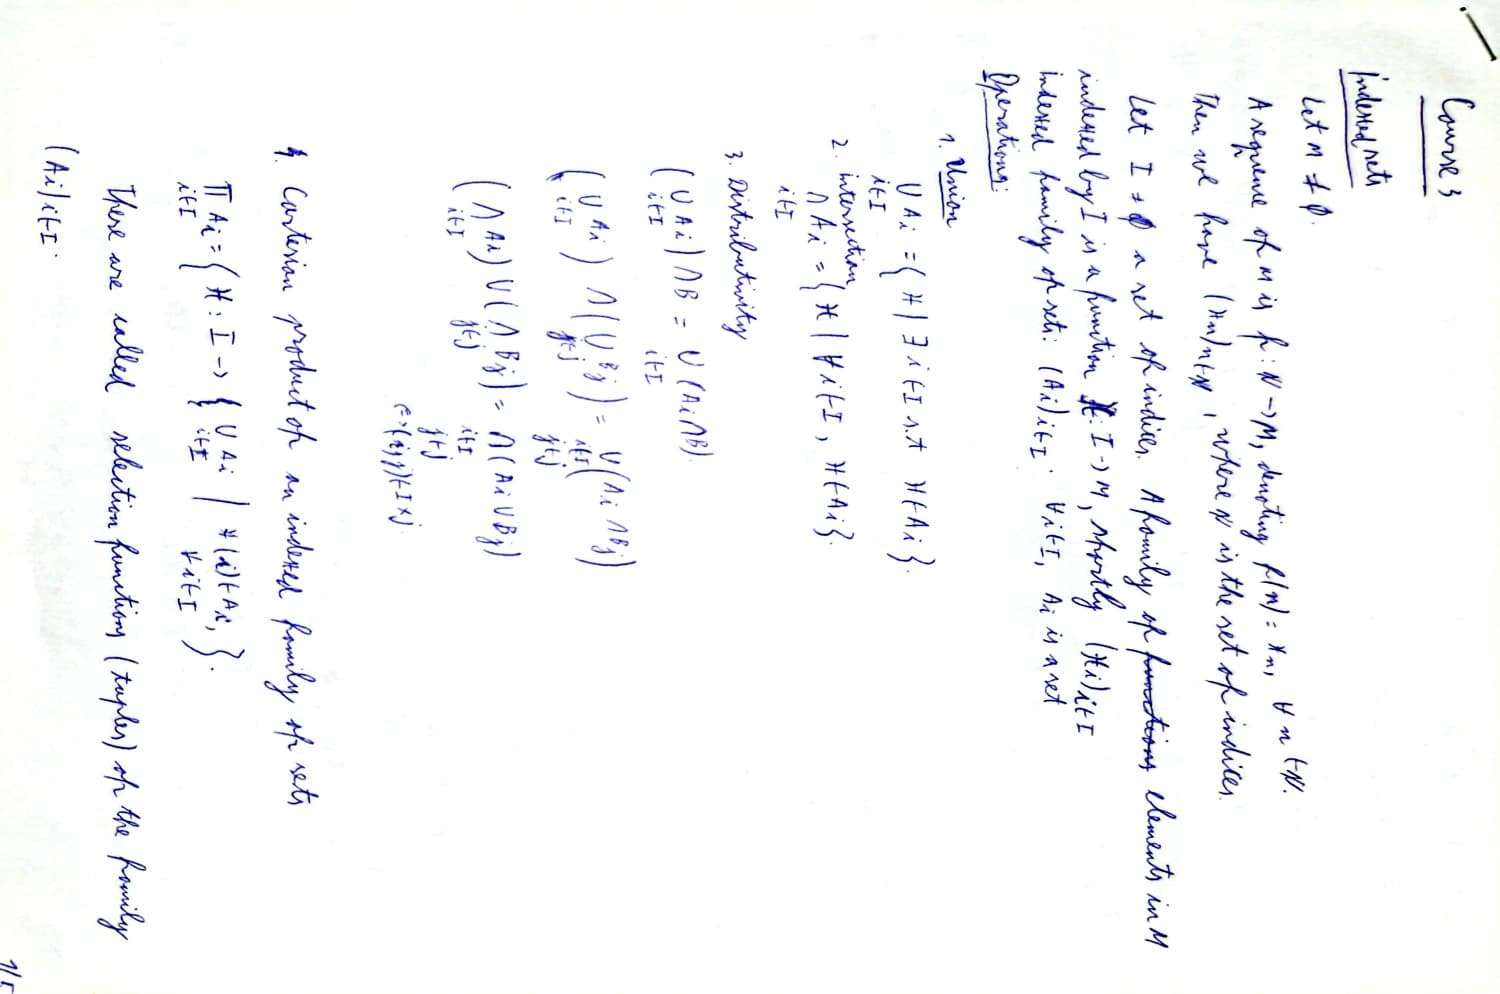 Course 3
Indexed sets
Let M ≠ ∅.
A sequence of M is f: N -> M, denoting f(n) = xn, ∀ n ∈ N.
Then we have (xn)n∈N, where N is the set of indices.
Let I ≠ ∅ a set of indices. A family of functions elements in M
indexed by I is a function x: I -> M, shortly (xi)i∈I
Indexed family of sets: (Ai)i∈I. ∀ i∈I, Ai is a set
Operations:
1. Union
∪ Ai = { x | ∃ i∈I s.t x∈Ai }.
i∈I
2. intersection
∩ Ai = { x | ∀ i∈I, x∈Ai }.
i∈I
3. Distributivity
(∪ Ai) ∩ B = ∪ (Ai ∩ B).
i∈I i∈I
(∪ Ai) ∩ (∪ Bj) = ∪ (Ai ∩ Bj)
i∈I j∈J i∈I
j∈J
(∩ Ai) ∪ (∩ Bj) = ∩ (Ai ∪ Bj)
i∈I j∈J i∈I
j∈J
<=> (i,j) ∈ I × J.
4. Cartesian product of an indexed family of sets
∏ Ai = { x: I -> { ∪ Ai | x(i) ∈ Ai, }.
i∈I i∈I ∀ i∈I
These are called selection functions (tuples) of the family
(Ai)i∈I.
1/5